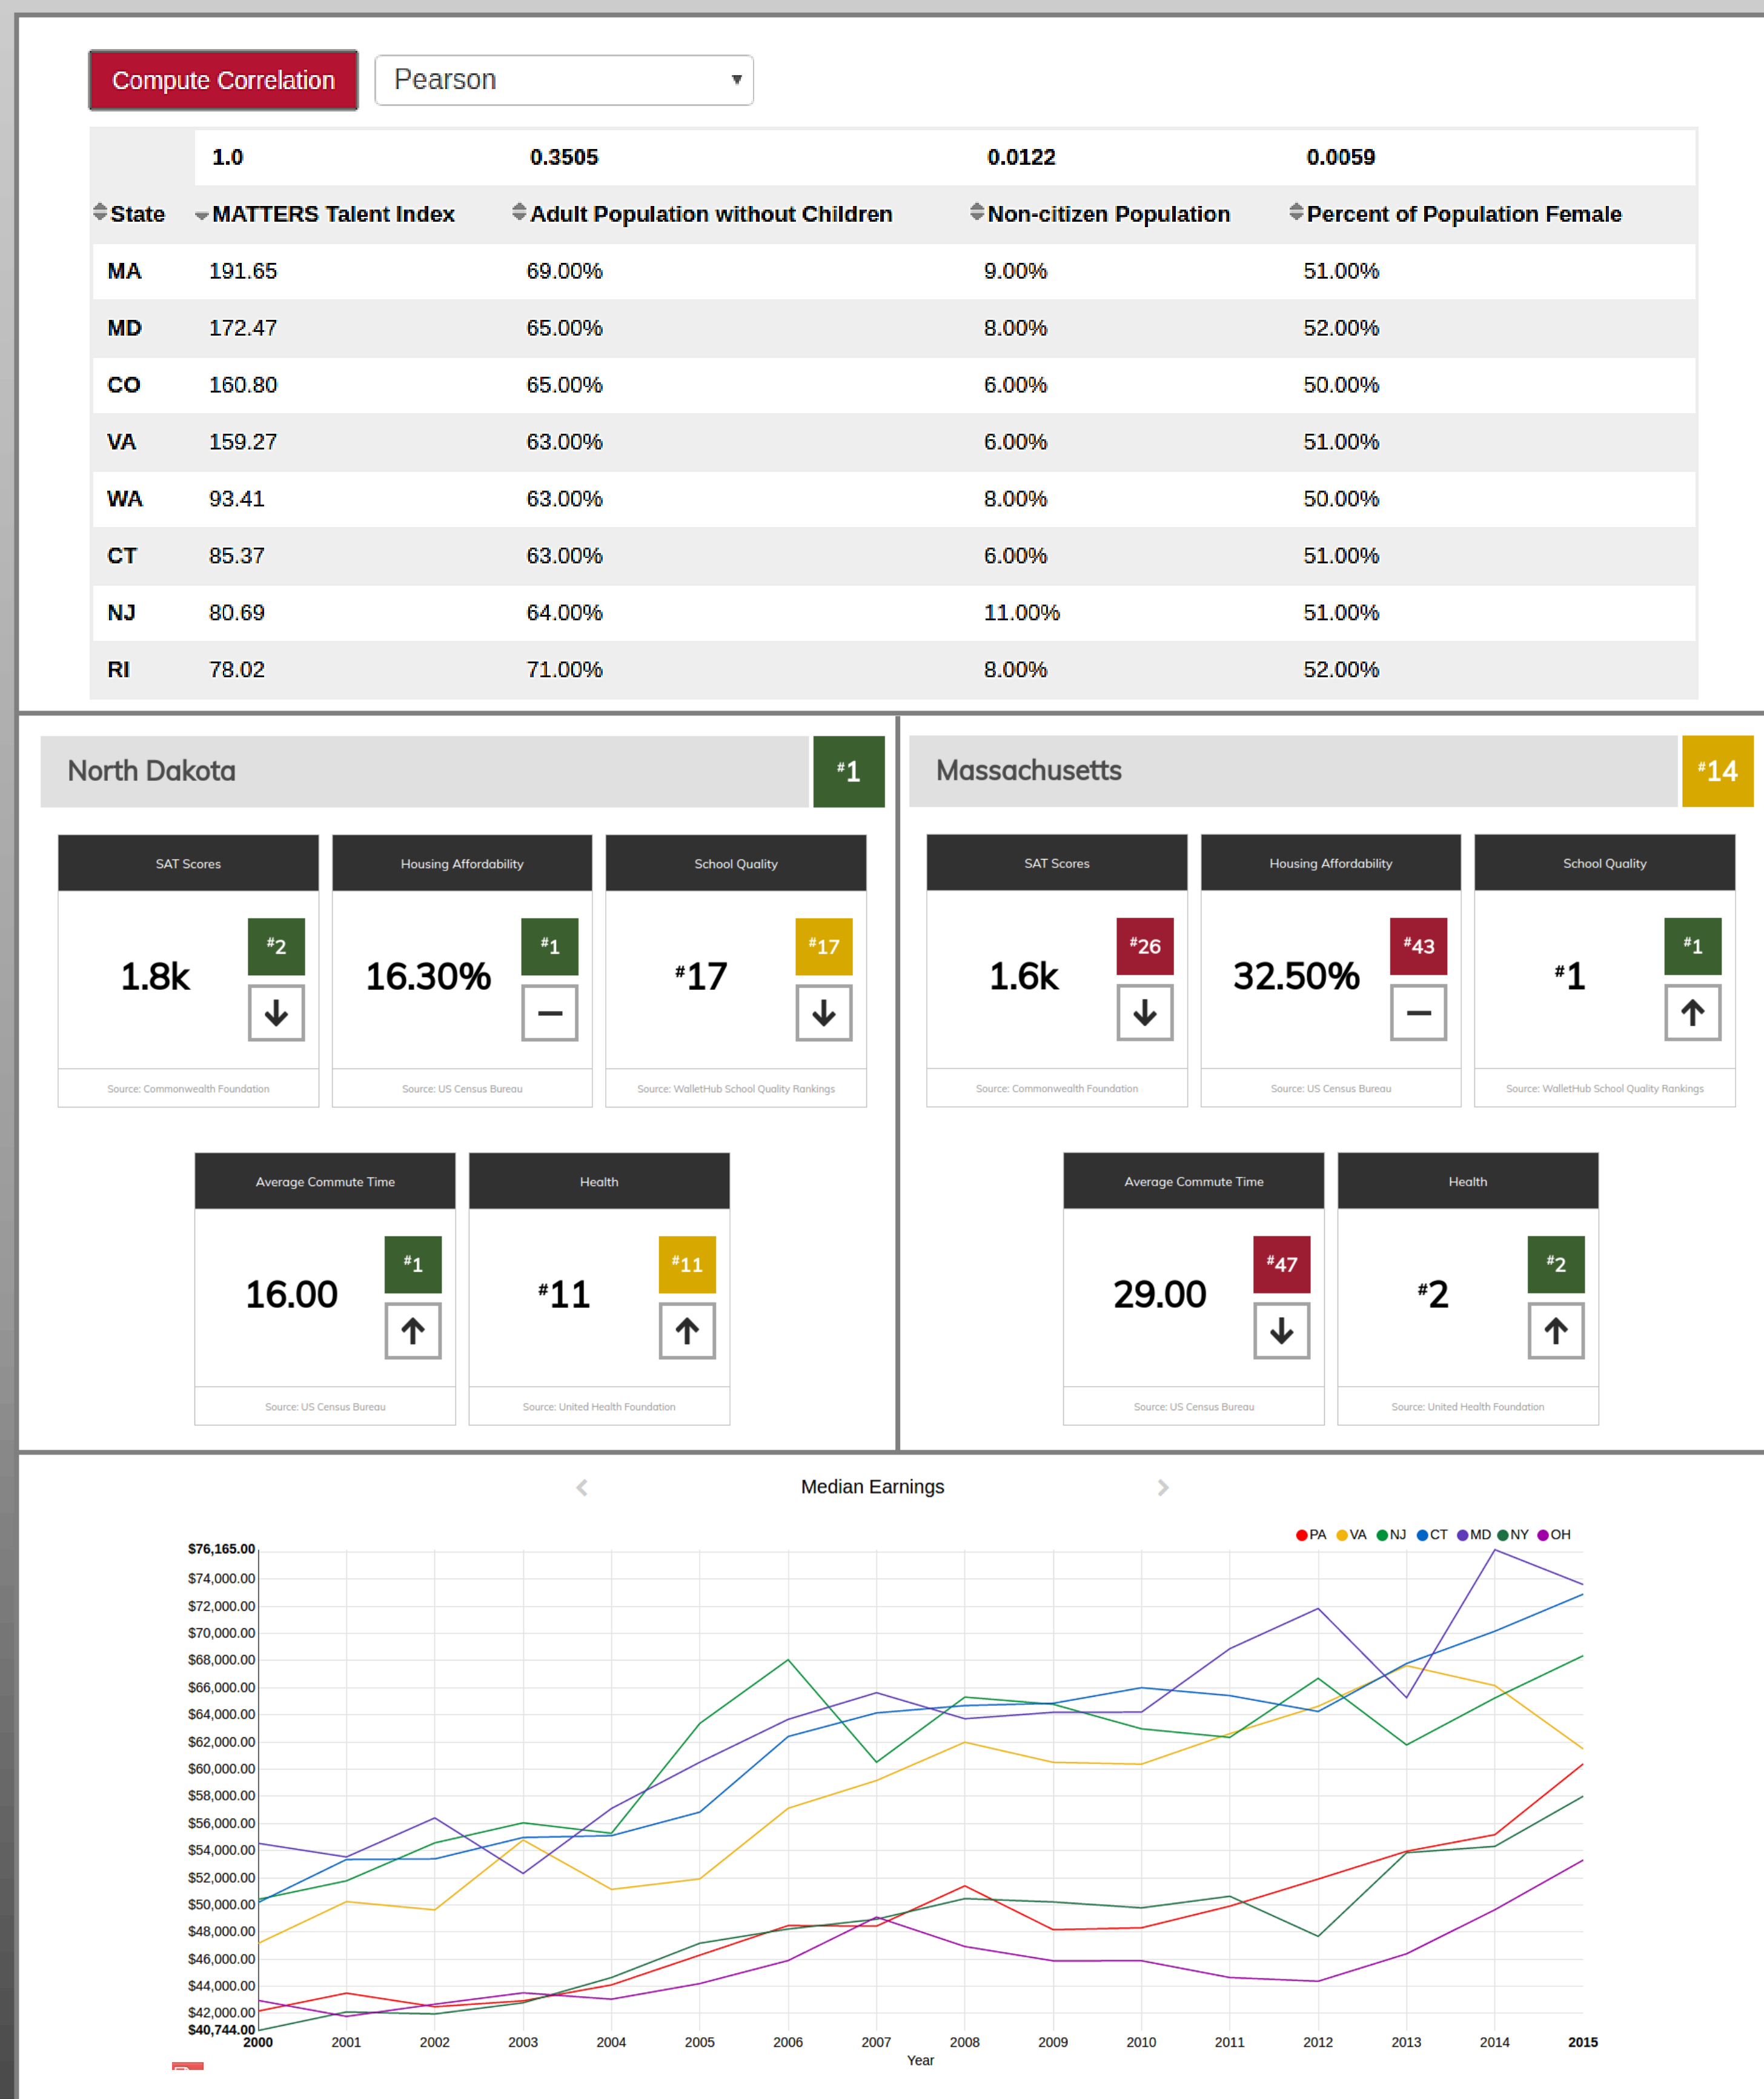 Compute Correlation Pearson
1.0 0.3505 0.0122 0.0059
State MATTERS Talent Index Adult Population without Children Non-citizen Population Percent of Population Female
MA 191.65 69.00% 9.00% 51.00%
MD 172.47 65.00% 8.00% 52.00%
CO 160.80 65.00% 6.00% 50.00%
VA 159.27 63.00% 6.00% 51.00%
WA 93.41 63.00% 8.00% 50.00%
CT 85.37 63.00% 6.00% 51.00%
NJ 80.69 64.00% 11.00% 51.00%
RI 78.02 71.00% 8.00% 52.00%
North Dakota #1
SAT Scores Housing Affordability School Quality
1.8k #2 16.30% #1 #17 #17
Source: Commonwealth Foundation Source: US Census Bureau Source: WalletHub School Quality Rankings
Average Commute Time Health
16.00 #1 #11 #11
Source: US Census Bureau Source: United Health Foundation
Massachusetts #14
SAT Scores Housing Affordability School Quality
1.6k #26 32.50% #43 #1 #1
Source: Commonwealth Foundation Source: US Census Bureau Source: WalletHub School Quality Rankings
Average Commute Time Health
29.00 #47 #2 #2
Source: US Census Bureau Source: United Health Foundation
Median Earnings
PA VA NJ CT MD NY OH
$76,165.00
$74,000.00
$72,000.00
$70,000.00
$68,000.00
$66,000.00
$64,000.00
$62,000.00
$60,000.00
$58,000.00
$56,000.00
$54,000.00
$52,000.00
$50,000.00
$48,000.00
$46,000.00
$44,000.00
$42,000.00
$40,744.00
2000 2001 2002 2003 2004 2005 2006 2007 2008 2009 2010 2011 2012 2013 2014 2015
Year